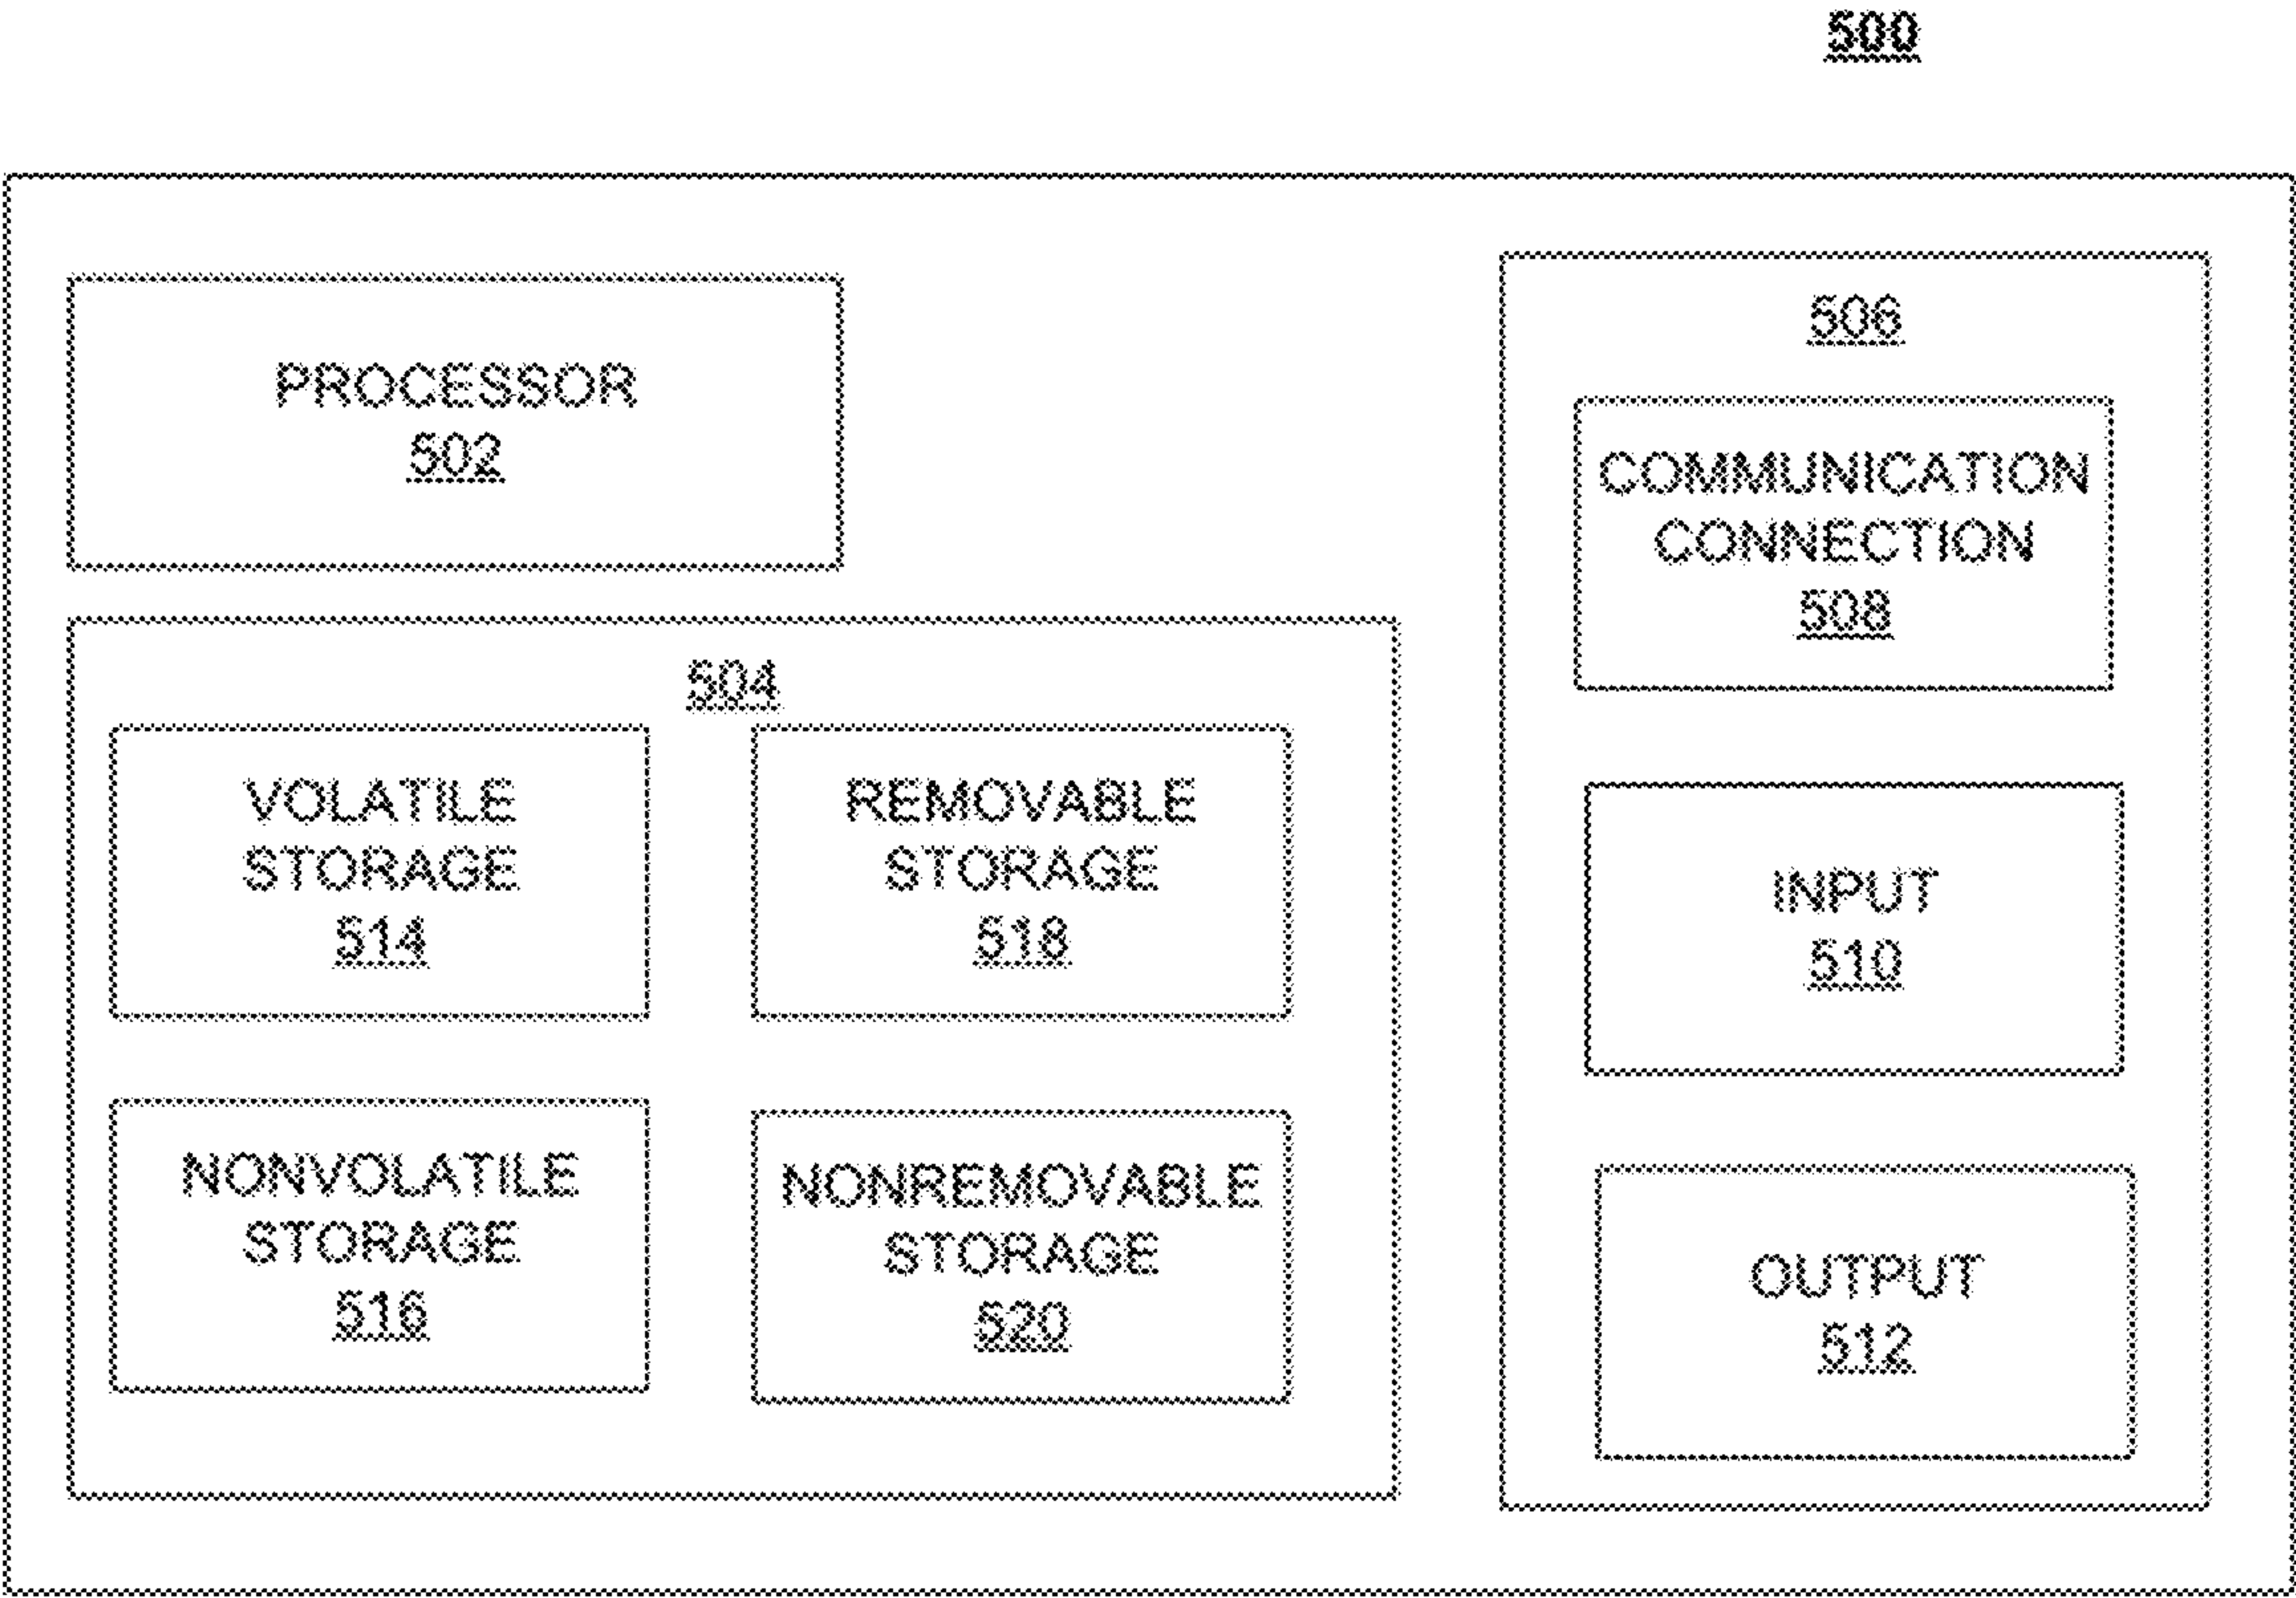 500
PROCESSOR
502
504
VOLATILE
STORAGE
514
REMOVABLE
STORAGE
518
NONVOLATILE
STORAGE
516
NONREMOVABLE
STORAGE
520
506
COMMUNICATION
CONNECTION
508
INPUT
510
OUTPUT
512